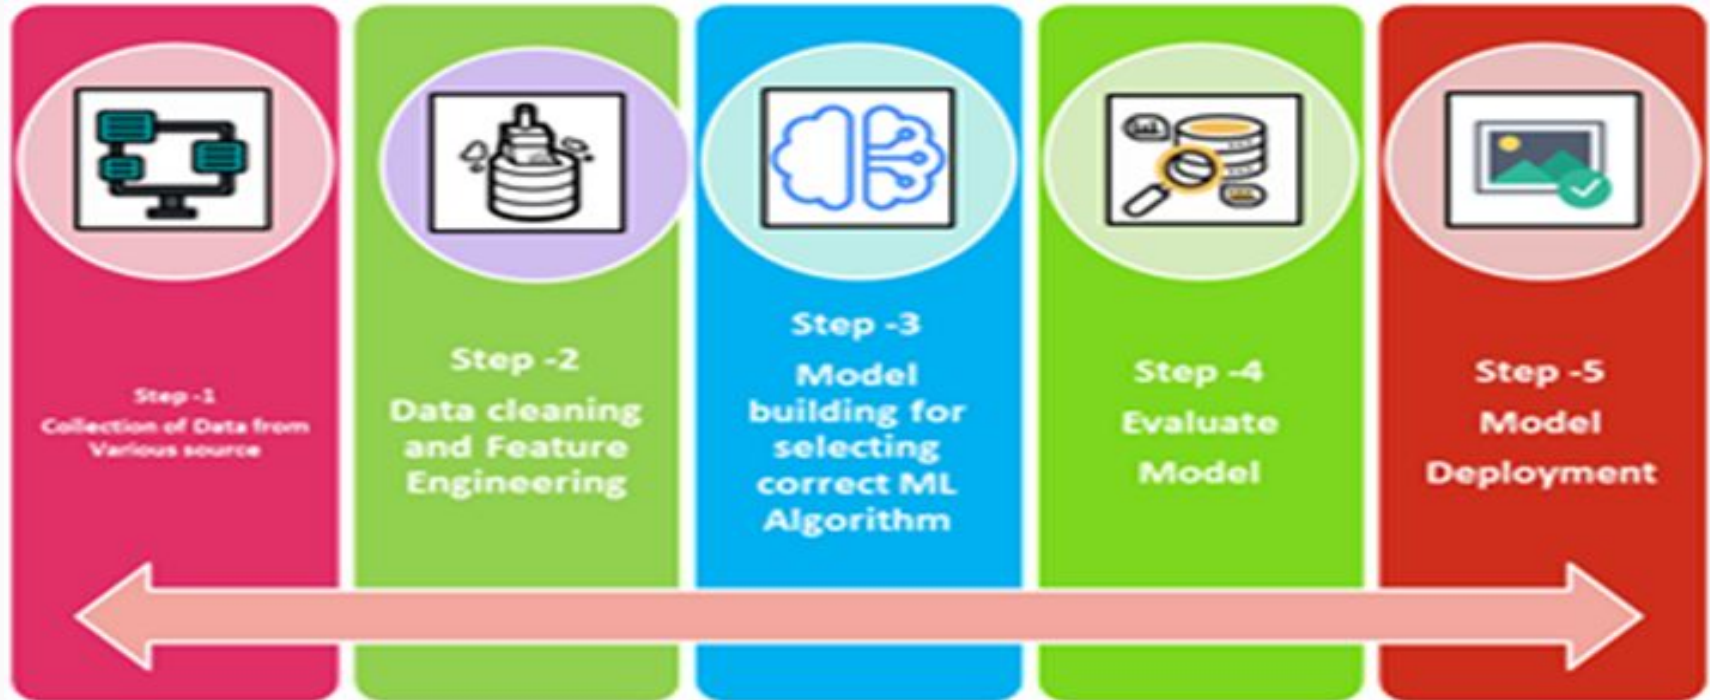 Step -1
Collection of Data from
Various source
Step -2
Data cleaning
and Feature
Engineering
Step -3
Model
building for
selecting
correct ML
Algorithm
Step -4
Evaluate
Model
Step -5
Model
Deployment